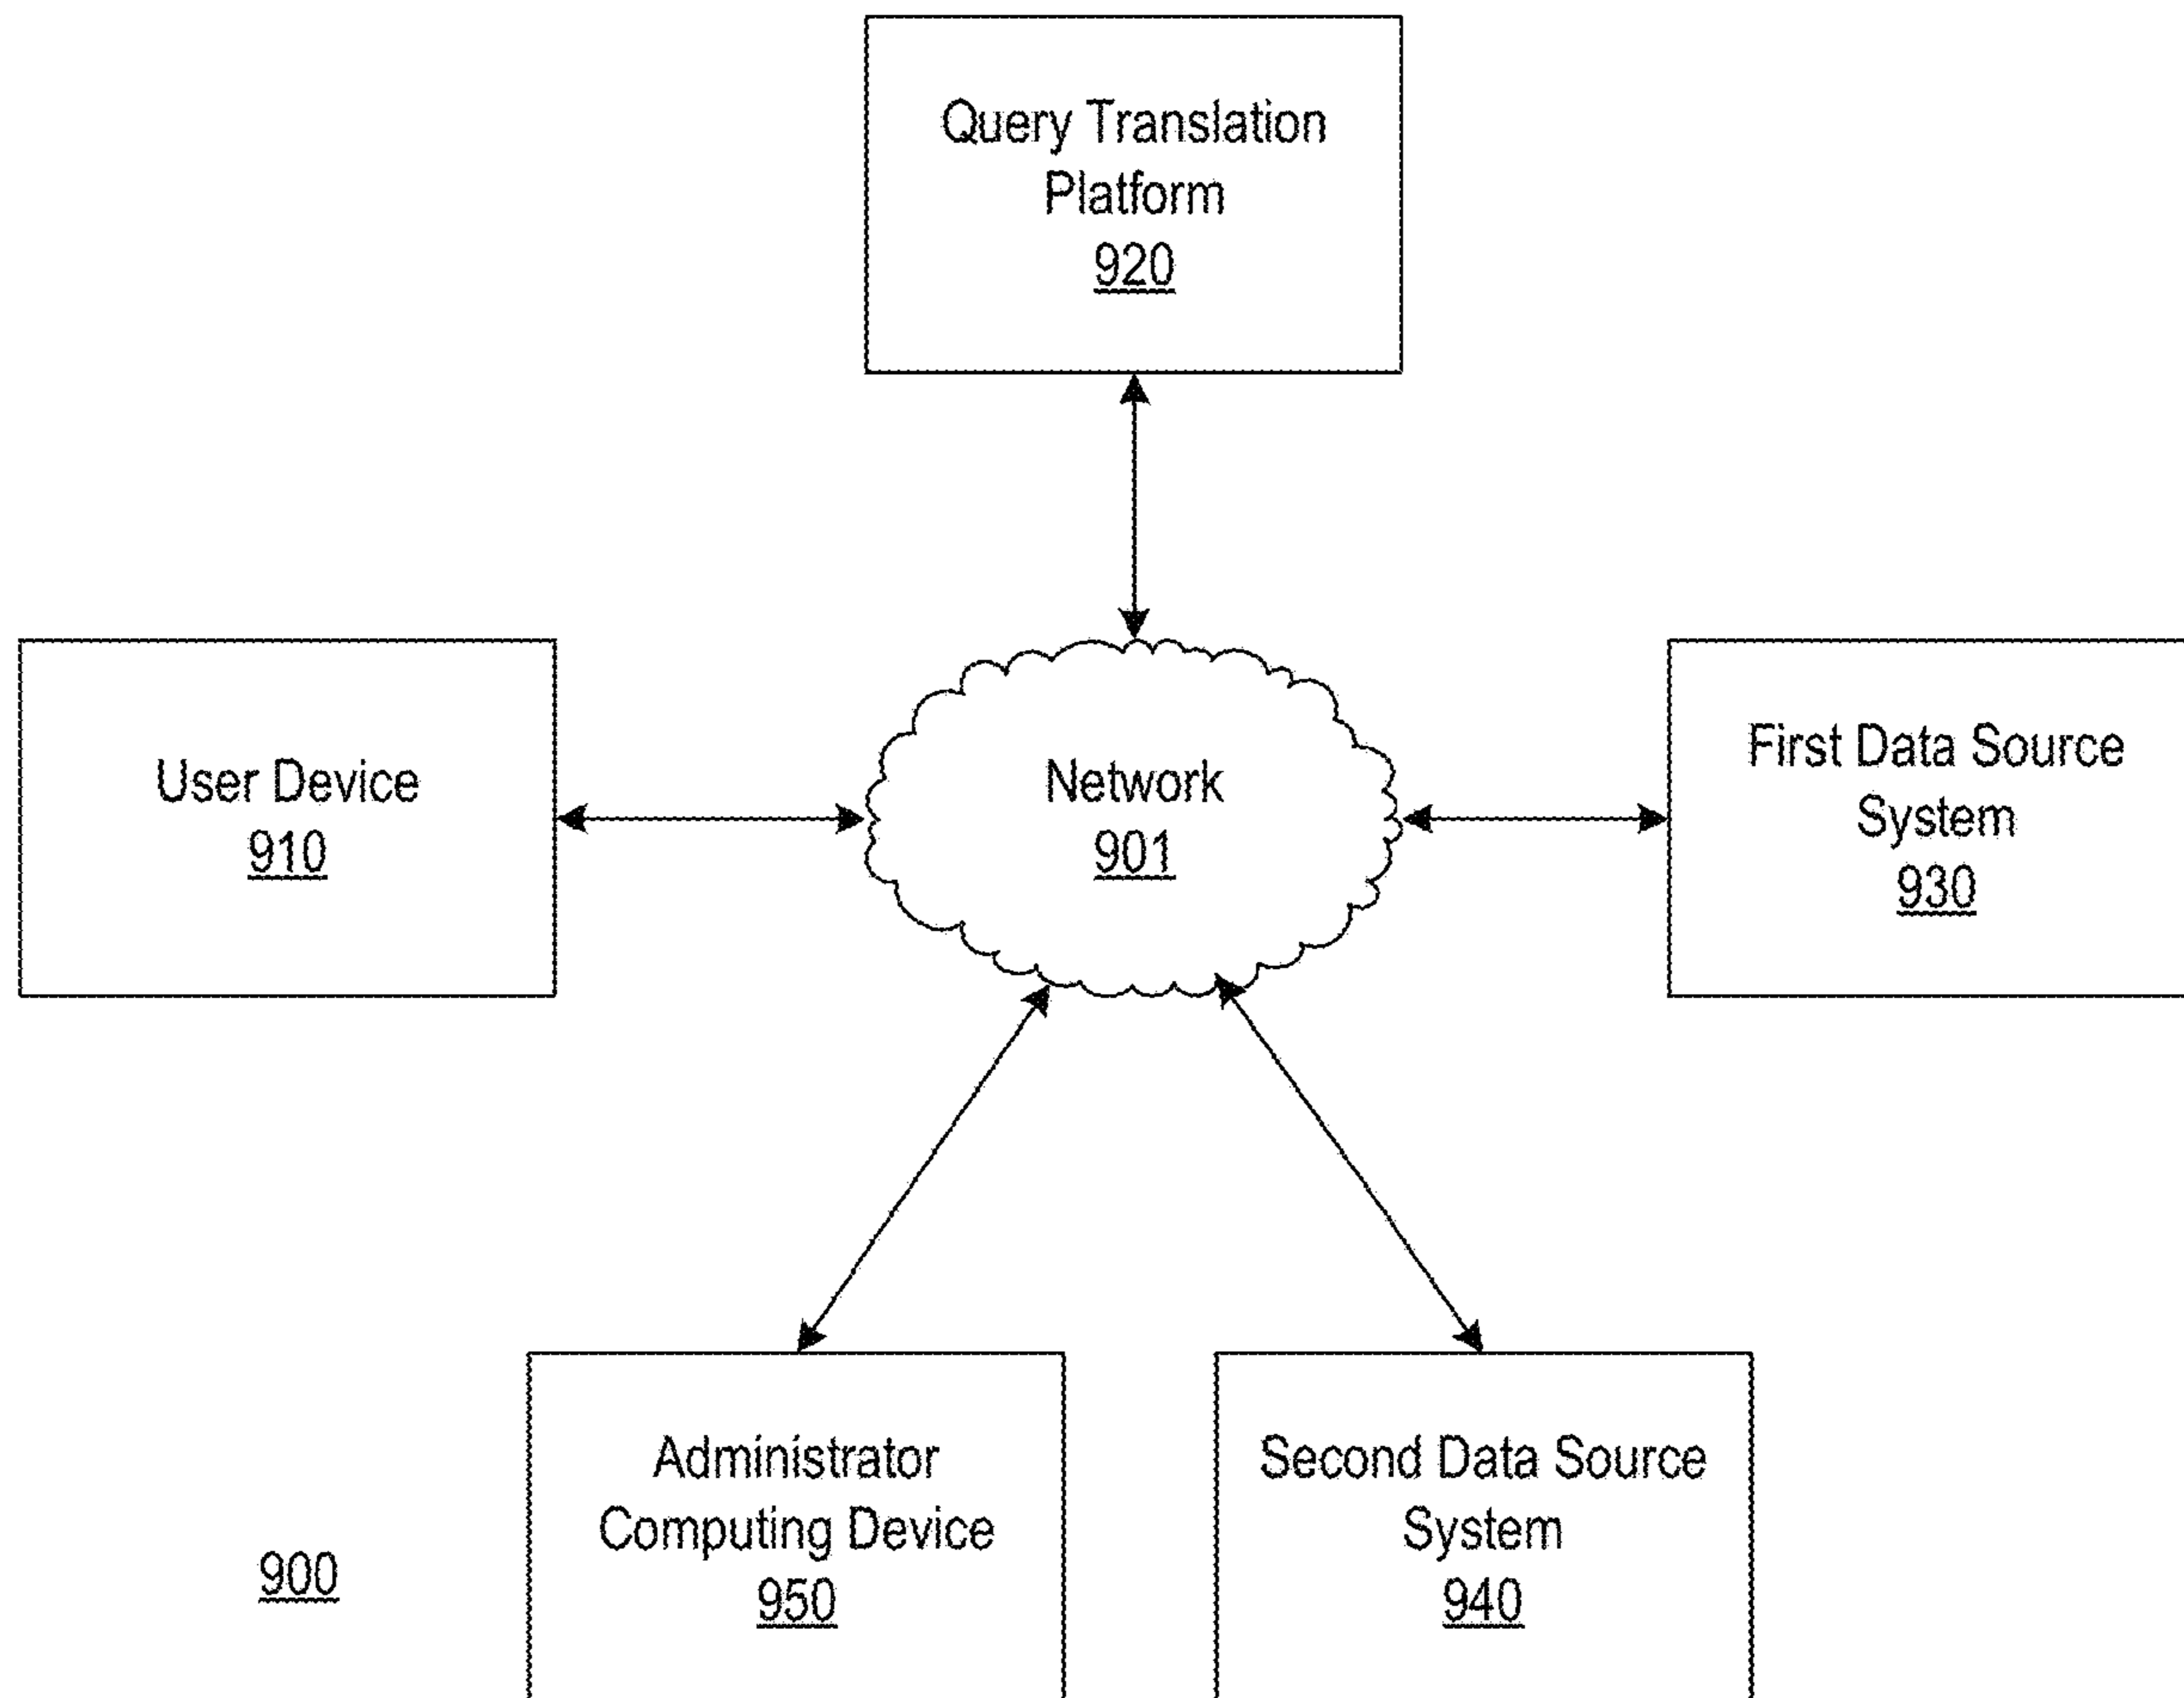 Query Translation
Platform
920
User Device
910
Network
901
First Data Source
System
930
Administrator
Computing Device
950
Second Data Source
System
940
900